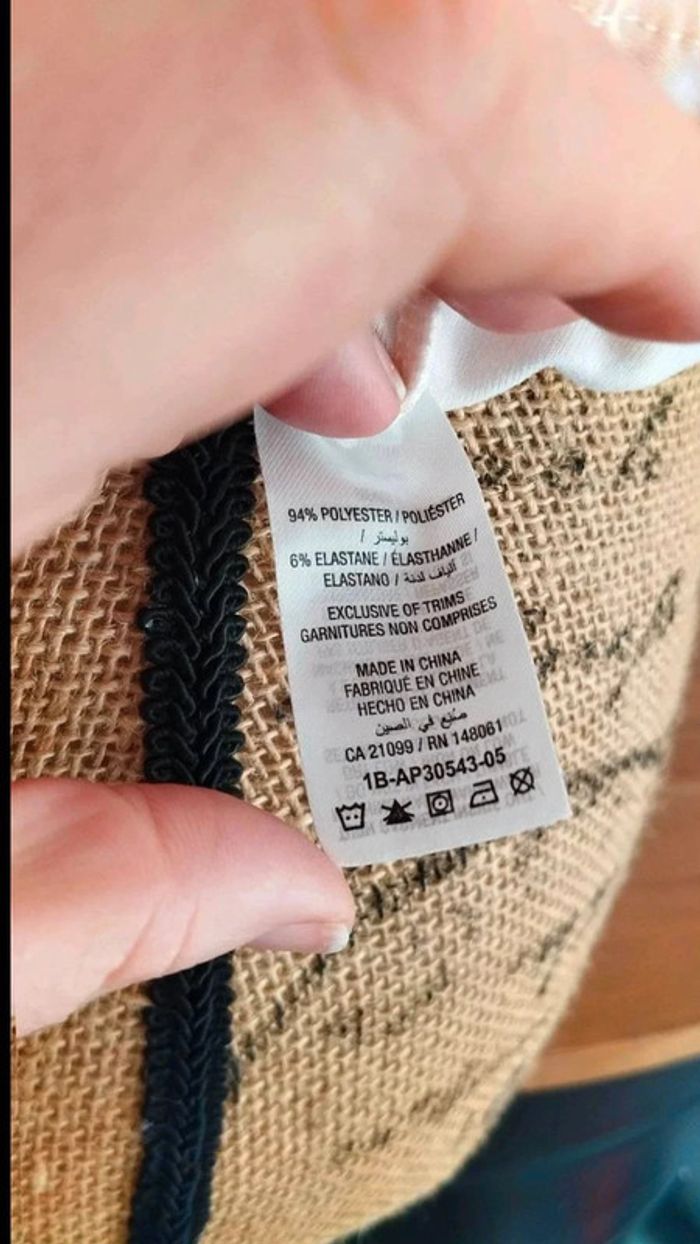 94% POLYESTER / POLIÉSTER
/ بوليستر
6% ELASTANE / ÉLASTHANNE /
ELASTANO / ألياف لدنة
EXCLUSIVE OF TRIMS
GARNITURES NON COMPRISES
MADE IN CHINA
FABRIQUÉ EN CHINE
HECHO EN CHINA
صنع في الصين
CA 21099 / RN 148061
1B-AP30543-05